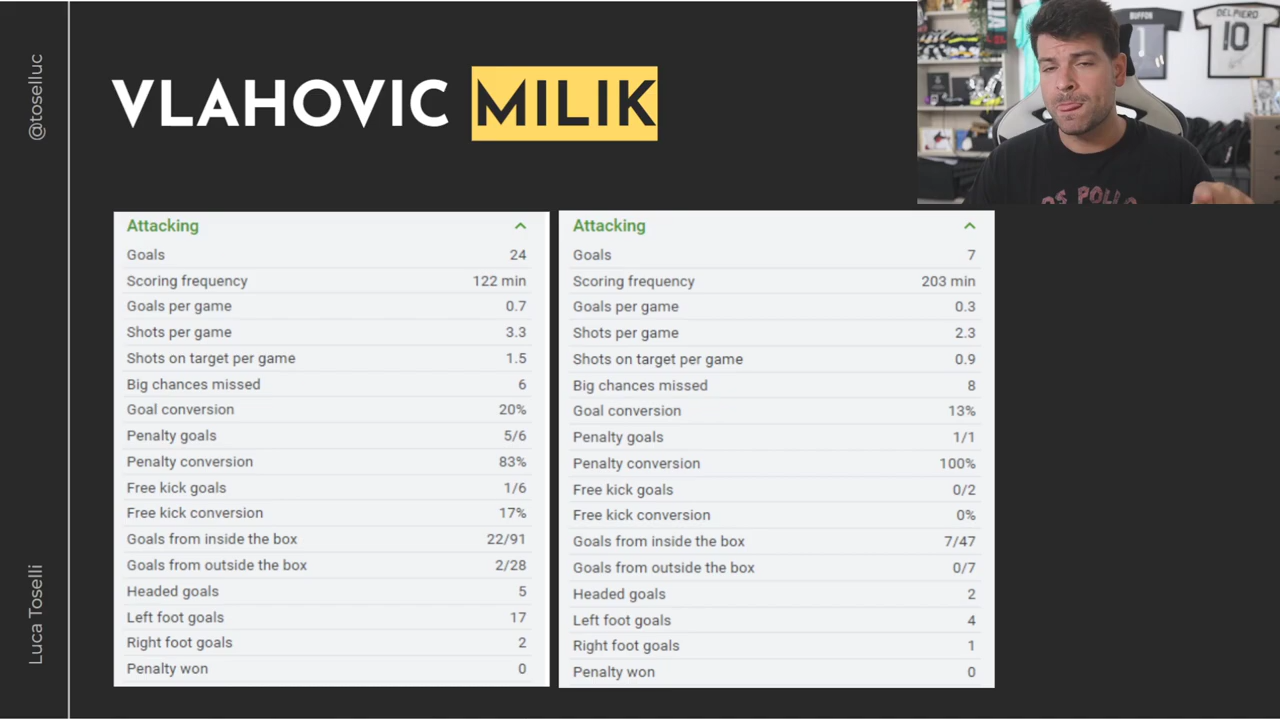 @toselluc
Luca Toselli
VLAHOVIC MILIK
BUFFON
1
DEL PIERO
10
OS POLLO
Attacking
Goals 24
Scoring frequency 122 min
Goals per game 0.7
Shots per game 3.3
Shots on target per game 1.5
Big chances missed 6
Goal conversion 20%
Penalty goals 5/6
Penalty conversion 83%
Free kick goals 1/6
Free kick conversion 17%
Goals from inside the box 22/91
Goals from outside the box 2/28
Headed goals 5
Left foot goals 17
Right foot goals 2
Penalty won 0
Attacking
Goals 7
Scoring frequency 203 min
Goals per game 0.3
Shots per game 2.3
Shots on target per game 0.9
Big chances missed 8
Goal conversion 13%
Penalty goals 1/1
Penalty conversion 100%
Free kick goals 0/2
Free kick conversion 0%
Goals from inside the box 7/47
Goals from outside the box 0/7
Headed goals 2
Left foot goals 4
Right foot goals 1
Penalty won 0